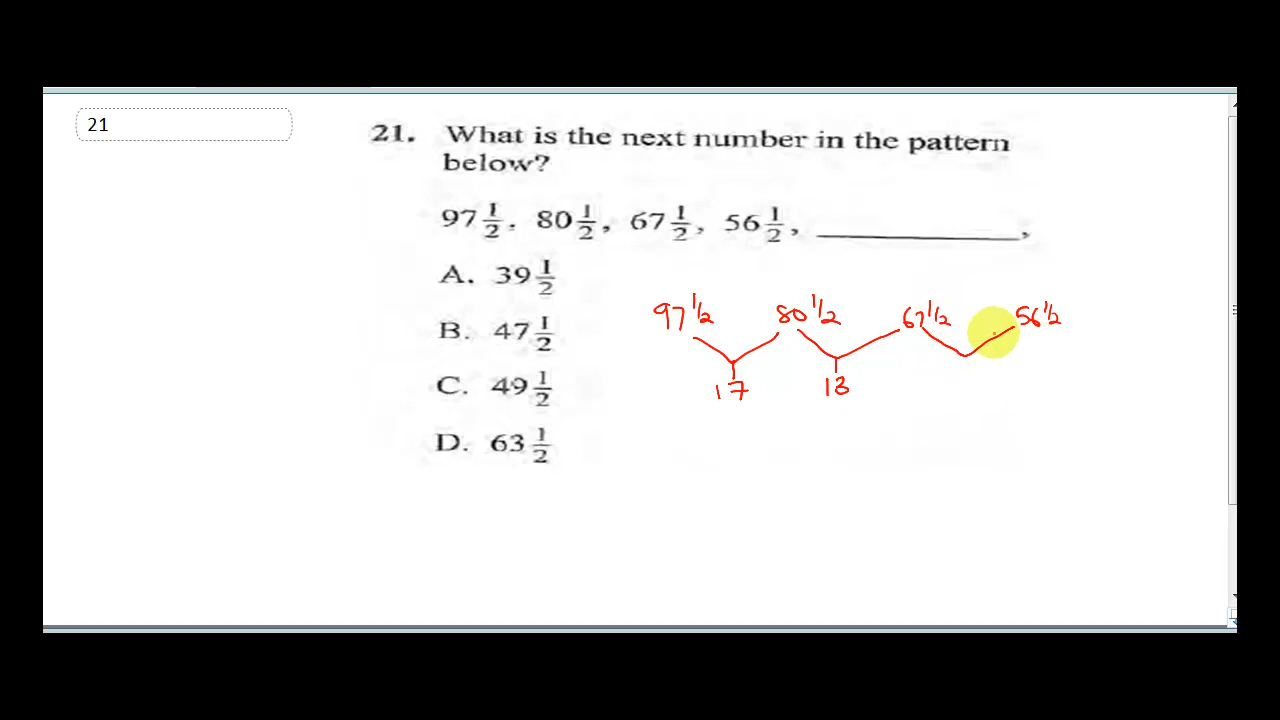 21
21. What is the next number in the pattern
below?
97 1/2. 80 1/2, 67 1/2, 56 1/2, ____________,
A. 39 1/2
B. 47 1/2
C. 49 1/2
D. 63 1/2
97 1/2 80 1/2 67 1/2 56 1/2
17 13